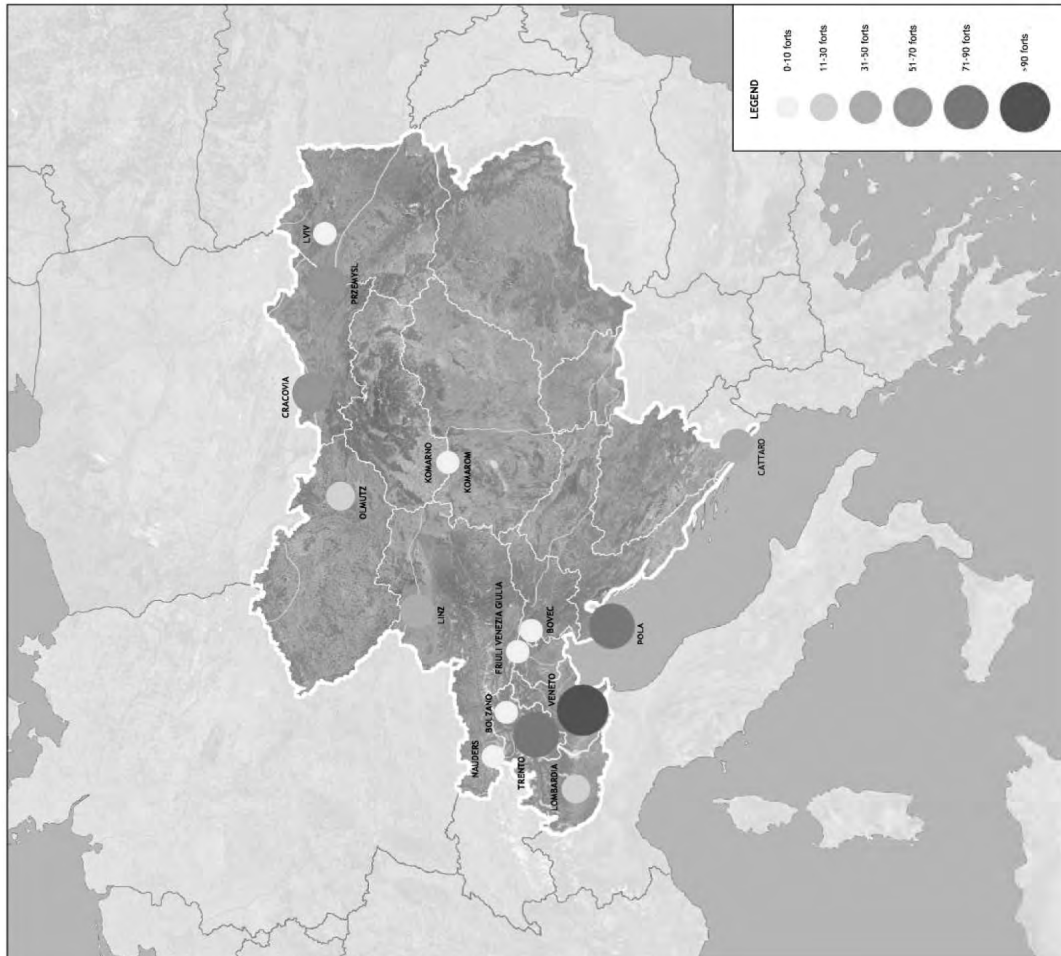 LEGEND
0-10 forts
11-30 forts
31-50 forts
51-70 forts
71-90 forts
>90 forts
NAUDERS
BOLZANO
TRENTO
LOMBARDIA
VENETO
FRIULI VENEZIA GIULIA
BOVEC
POLA
LINZ
OLMUTZ
KOMARNO
KOMAROM
CRACOVIA
PRZEMYSL
LVIV
CATTARO